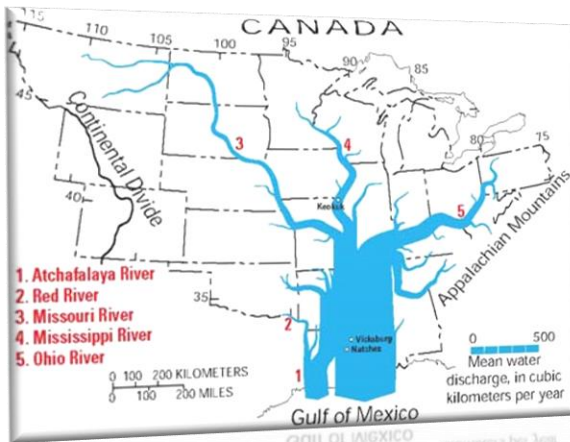 CANADA
115
110
105
100
95
90
85
80
75
45
40
35
Continental Divide
3
4
5
Keokuk
Appalachian Mountains
1. Atchafalaya River
2. Red River
3. Missouri River
4. Mississippi River
5. Ohio River
2
Vicksburg
Natchez
1
0 500
Mean water
discharge, in cubic
kilometers per year
0 100 200 KILOMETERS
0 100 200 MILES
Gulf of Mexico